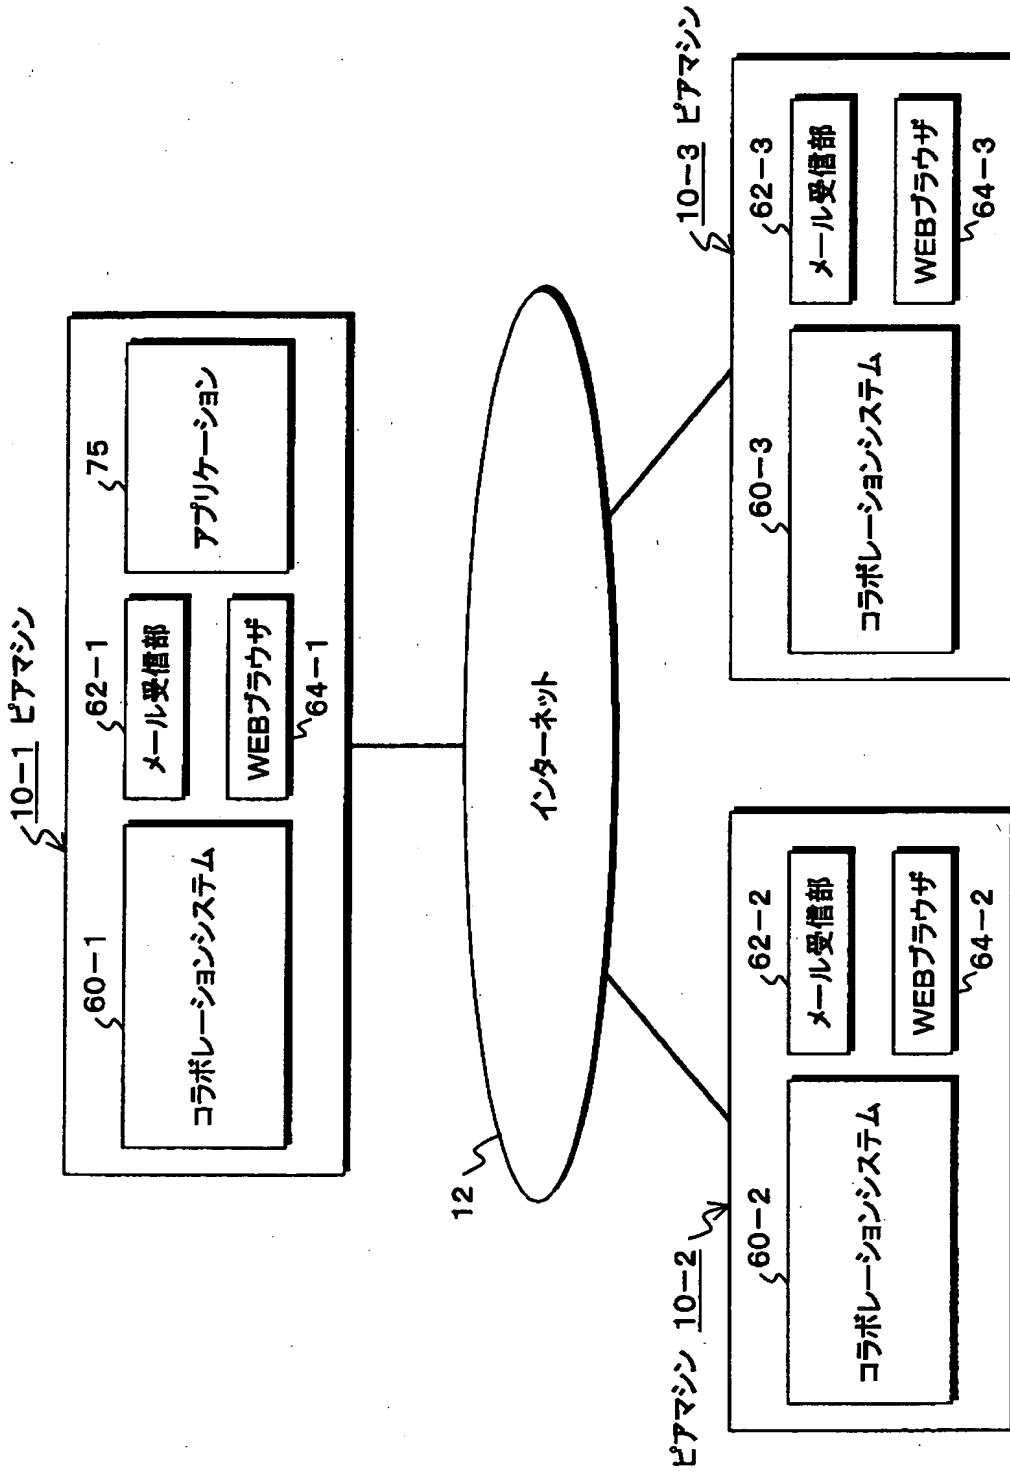 10-1 ピアマシン
60-1
コラボレーションシステム
62-1
メール受信部
WEBブラウザ
64-1
75
アプリケーション
12
インターネット
ピアマシン 10-2
60-2
コラボレーションシステム
62-2
メール受信部
WEBブラウザ
64-2
10-3 ピアマシン
60-3
コラボレーションシステム
62-3
メール受信部
WEBブラウザ
64-3